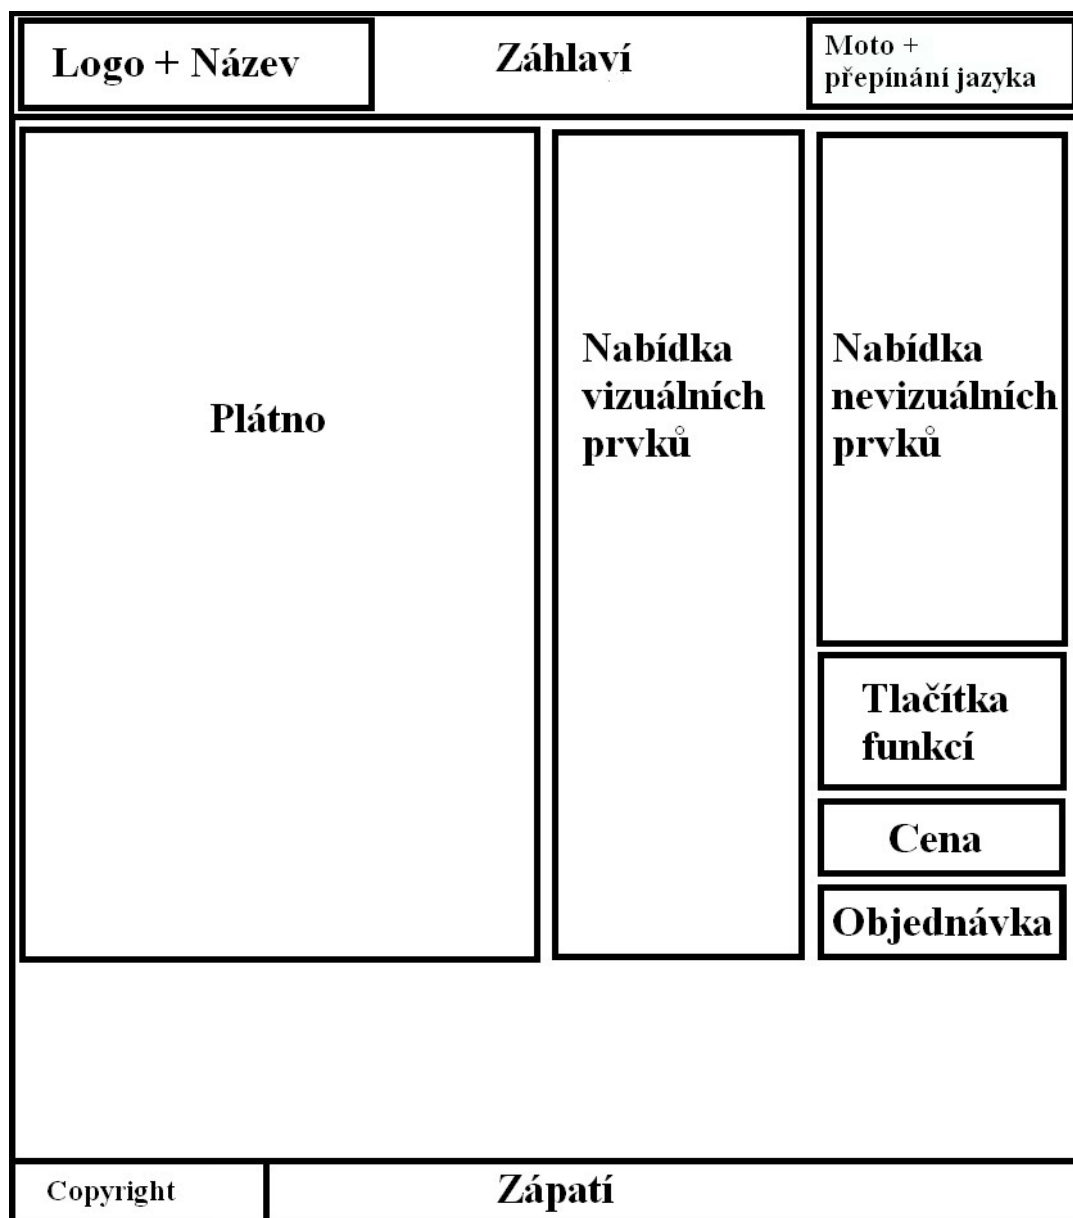 Logo + Název
Záhlaví
Moto +
přepínání jazyka
Plátno
Nabídka
vizuálních
prvků
Nabídka
nevizuálních
prvků
Tlačítka
funkcí
Cena
Objednávka
Copyright
Zápatí